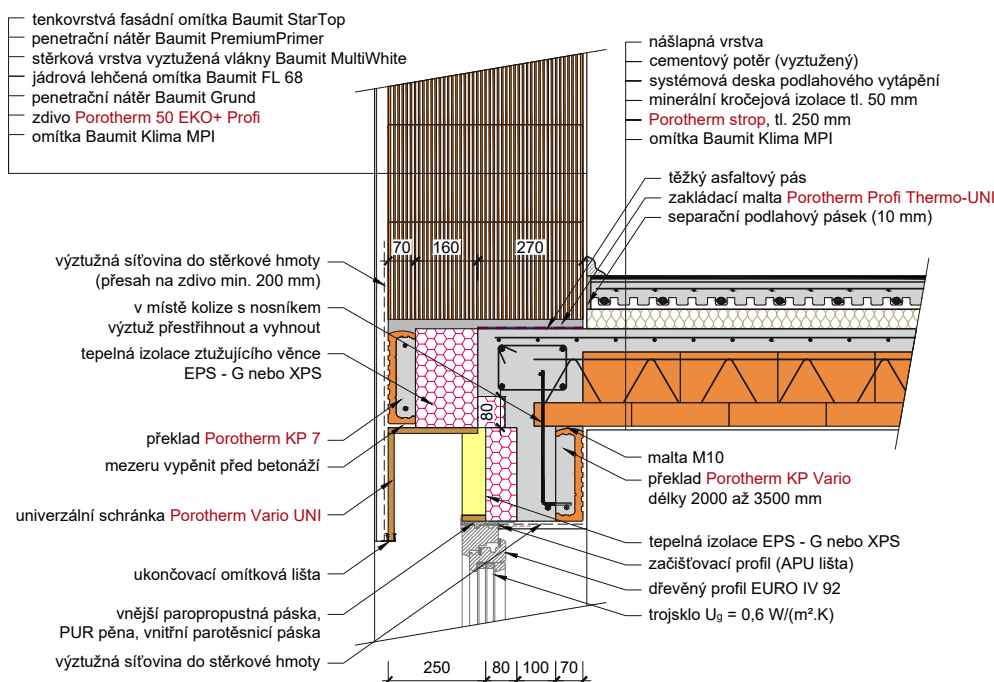 tenkovrstvá fasádní omítka Baumit StarTop
penetrační nátěr Baumit PremiumPrimer
stěrková vrstva vyztužená vlákny Baumit MultiWhite
jádrová lehčená omítka Baumit FL 68
penetrační nátěr Baumit Grund
zdivo Porotherm 50 EKO+ Profi
omítka Baumit Klima MPI
nášlapná vrstva
cementový potěr (vyztužený)
systémová deska podlahového vytápění
minerální kročejová izolace tl. 50 mm
Porotherm strop, tl. 250 mm
omítka Baumit Klima MPI
těžký asfaltový pás
zakládací malta Porotherm Profi Thermo-UNI
separační podlahový pásek (10 mm)
70 160 270
výztužná síťovina do stěrkové hmoty
(přesah na zdivo min. 200 mm)
v místě kolize s nosníkem
výztuž přestřihnout a vyhnout
tepelná izolace ztužujícího věnce
EPS - G nebo XPS
80
překlad Porotherm KP 7
mezeru vypěnit před betonáží
univerzální schránka Porotherm Vario UNI
ukončovací omítková lišta
vnější paropropustná páska,
PUR pěna, vnitřní parotěsnicí páska
výztužná síťovina do stěrkové hmoty
malta M10
překlad Porotherm KP Vario
délky 2000 až 3500 mm
tepelná izolace EPS - G nebo XPS
začišťovací profil (APU lišta)
dřevěný profil EURO IV 92
trojsklo Ug = 0,6 W/(m².K)
250 80 100 70